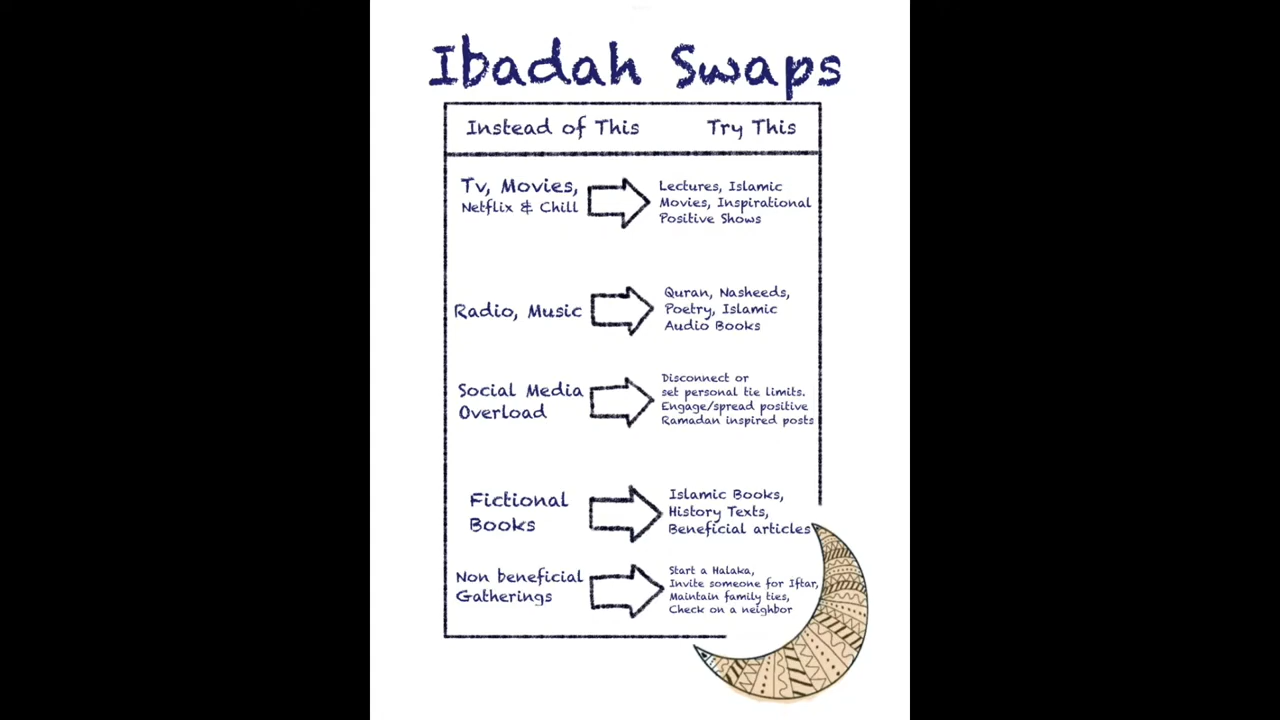 Ibadah Swaps
Instead of This Try This
Tv, Movies,
Netflix & Chill
Lectures, Islamic
Movies, Inspirational
Positive Shows
Radio, Music
Quran, Nasheeds,
Poetry, Islamic
Audio Books
Social Media
Overload
Disconnect or
set personal tie limits.
Engage/spread positive
Ramadan inspired posts
Fictional
Books
Islamic Books,
History Texts,
Beneficial articles
Non beneficial
Gatherings
Start a Halaka,
Invite someone for Iftar,
Maintain family ties,
Check on a neighbor